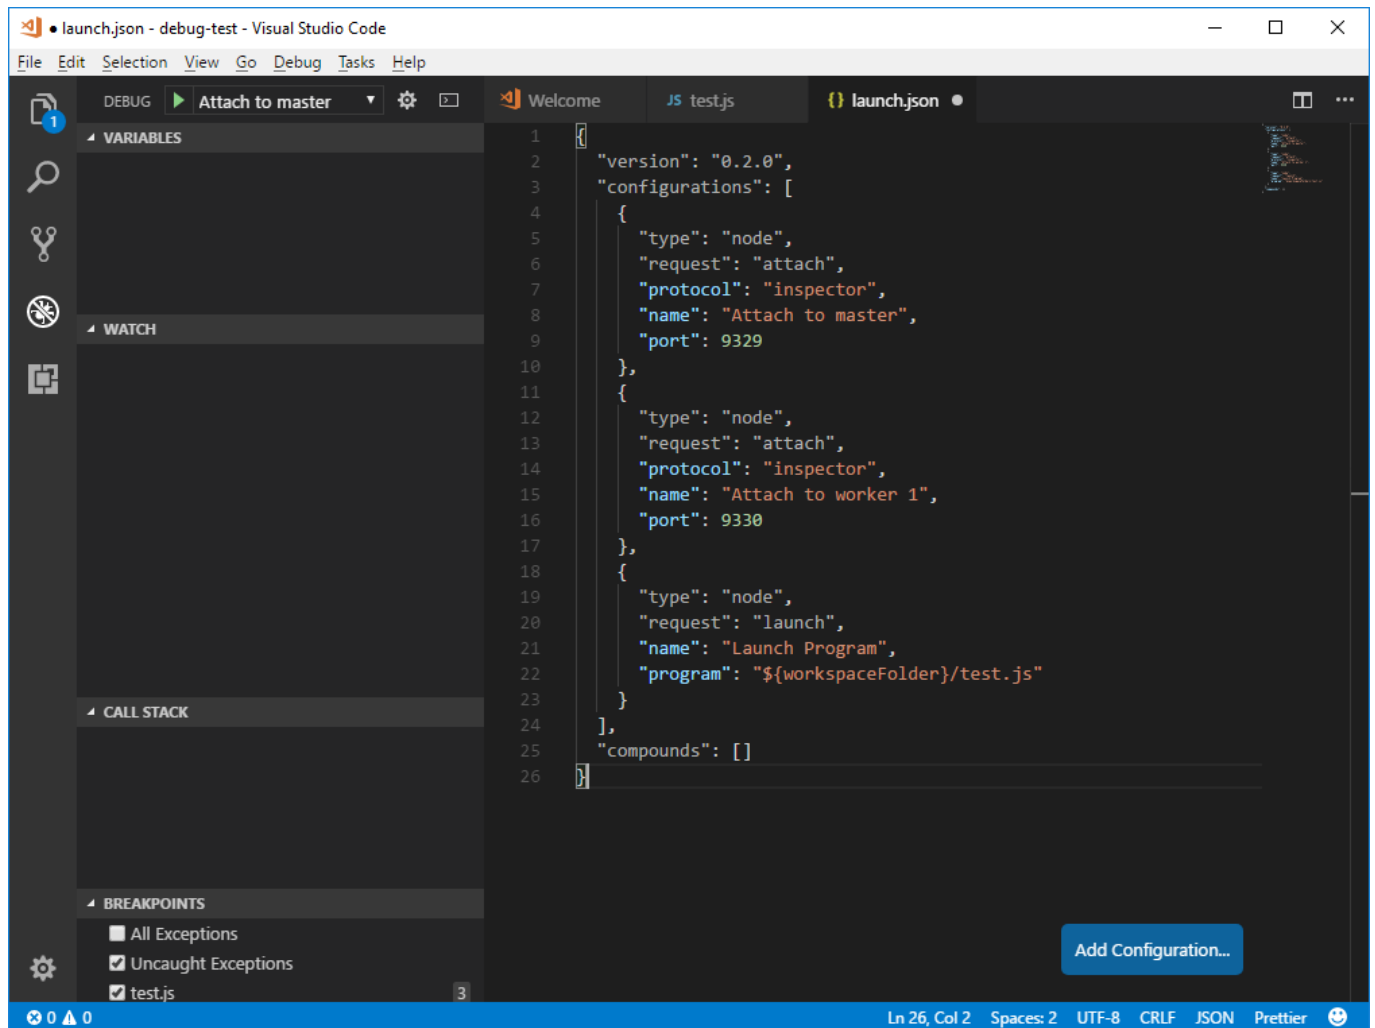 ● launch.json - debug-test - Visual Studio Code
File Edit Selection View Go Debug Tasks Help
1
DEBUG Attach to master
VARIABLES
WATCH
CALL STACK
BREAKPOINTS
All Exceptions
Uncaught Exceptions
test.js 3
Welcome JS test.js {} launch.json ●
1 {
2 "version": "0.2.0",
3 "configurations": [
4 {
5 "type": "node",
6 "request": "attach",
7 "protocol": "inspector",
8 "name": "Attach to master",
9 "port": 9329
10 },
11 {
12 "type": "node",
13 "request": "attach",
14 "protocol": "inspector",
15 "name": "Attach to worker 1",
16 "port": 9330
17 },
18 {
19 "type": "node",
20 "request": "launch",
21 "name": "Launch Program",
22 "program": "${workspaceFolder}/test.js"
23 }
24 ],
25 "compounds": []
26 }
Add Configuration...
0 0 Ln 26, Col 2 Spaces: 2 UTF-8 CRLF JSON Prettier